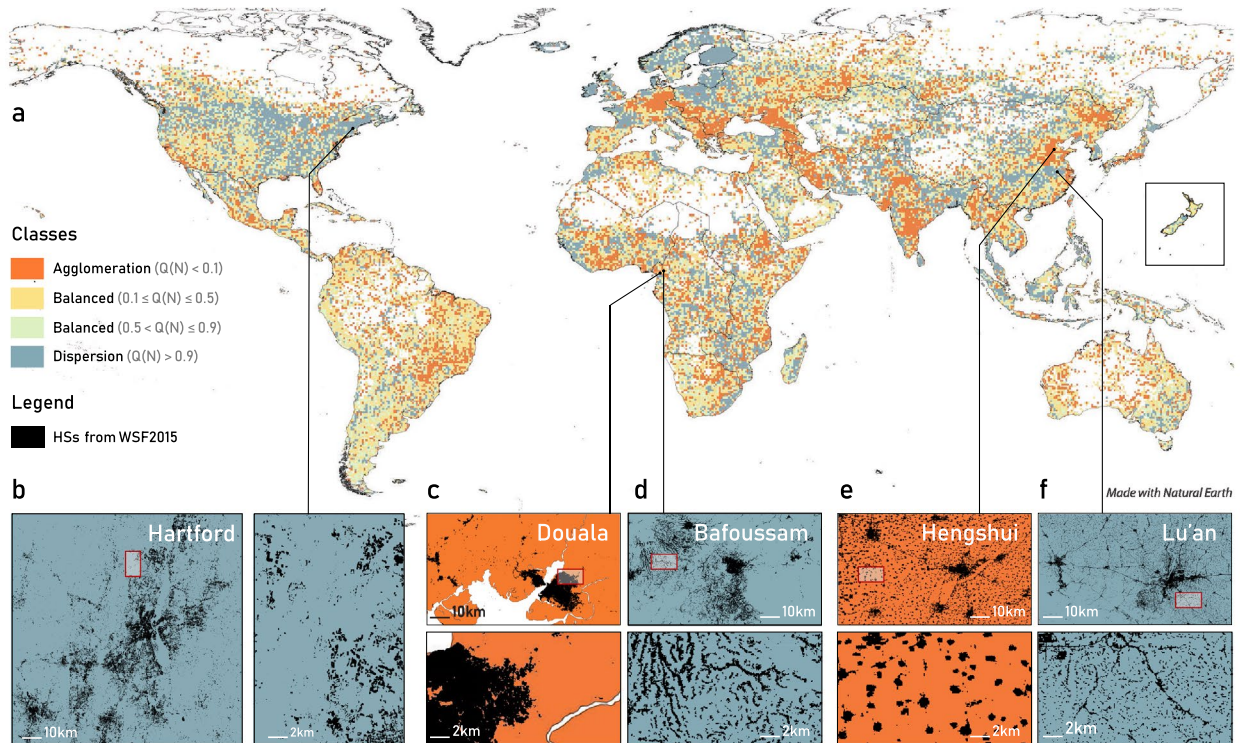 a
Classes
Agglomeration (Q(N) < 0.1)
Balanced (0.1 ≤ Q(N) ≤ 0.5)
Balanced (0.5 < Q(N) ≤ 0.9)
Dispersion (Q(N) > 0.9)
Legend
HSs from WSF2015
b
c
d
e
f
Made with Natural Earth
Hartford
Douala
Bafoussam
Hengshui
Lu'an
10km
10km
10km
10km
10km
2km
2km
2km
2km
2km